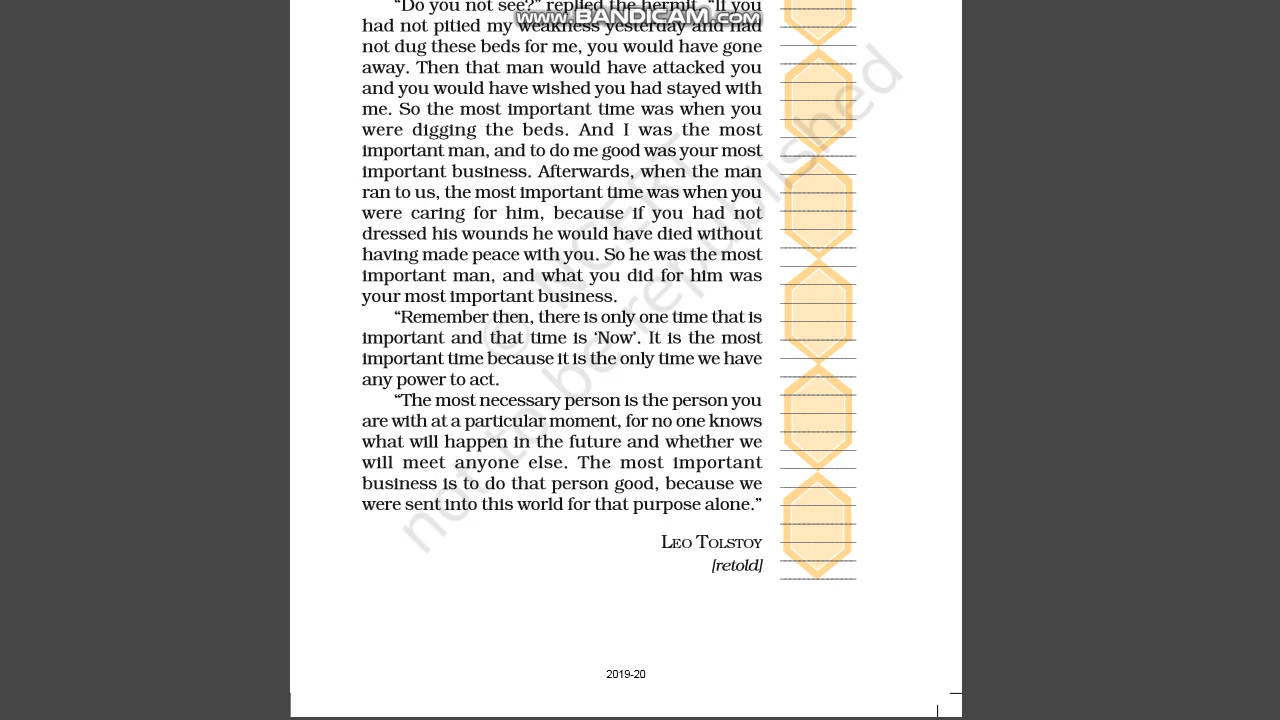 www.BANDICAM.com
“Do you not see?” replied the hermit. “If you
had not pitied my weakness yesterday and had
not dug these beds for me, you would have gone
away. Then that man would have attacked you
and you would have wished you had stayed with
me. So the most important time was when you
were digging the beds. And I was the most
important man, and to do me good was your most
important business. Afterwards, when the man
ran to us, the most important time was when you
were caring for him, because if you had not
dressed his wounds he would have died without
having made peace with you. So he was the most
important man, and what you did for him was
your most important business.
“Remember then, there is only one time that is
important and that time is ‘Now’. It is the most
important time because it is the only time we have
any power to act.
“The most necessary person is the person you
are with at a particular moment, for no one knows
what will happen in the future and whether we
will meet anyone else. The most important
business is to do that person good, because we
were sent into this world for that purpose alone.”
LEO TOLSTOY
[retold]
© NCERT
not to be republished
2019-20